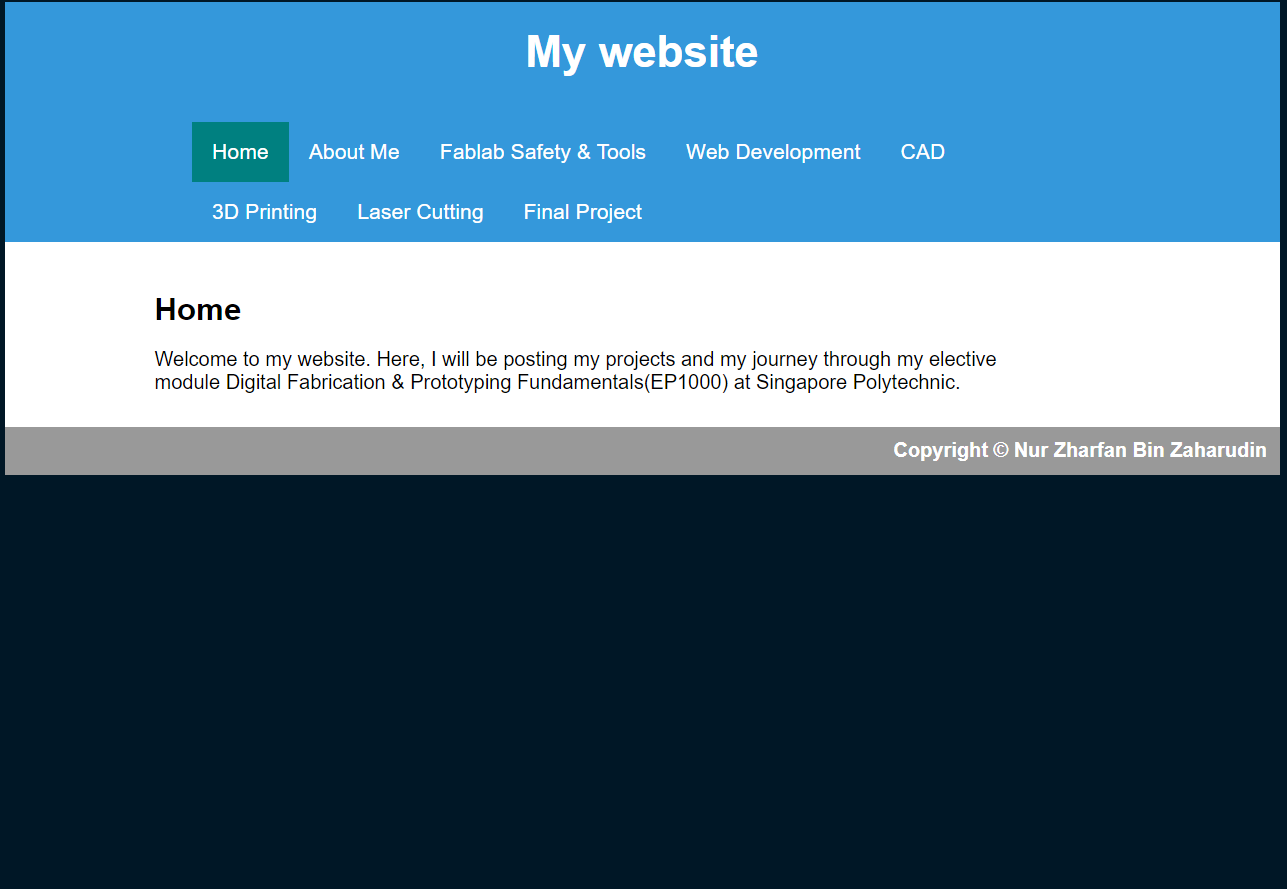 My website
Home About Me Fablab Safety & Tools Web Development CAD
3D Printing Laser Cutting Final Project
Home
Welcome to my website. Here, I will be posting my projects and my journey through my elective
module Digital Fabrication & Prototyping Fundamentals(EP1000) at Singapore Polytechnic.
Copyright © Nur Zharfan Bin Zaharudin